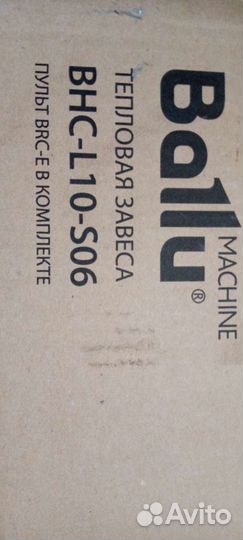 Ballu®
MACHINE
ТЕПЛОВАЯ ЗАВЕСА
BHC-L10-S06
ПУЛЬТ BRC-E В КОМПЛЕКТЕ
Avito